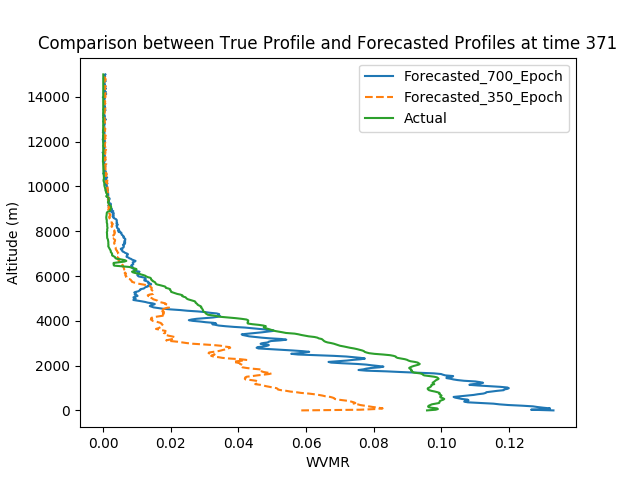 Comparison between True Profile and Forecasted Profiles at time 371
Forecasted_700_Epoch
Forecasted_350_Epoch
Actual
Altitude (m)
14000
12000
10000
8000
6000
4000
2000
0
0.00 0.02 0.04 0.06 0.08 0.10 0.12
WVMR